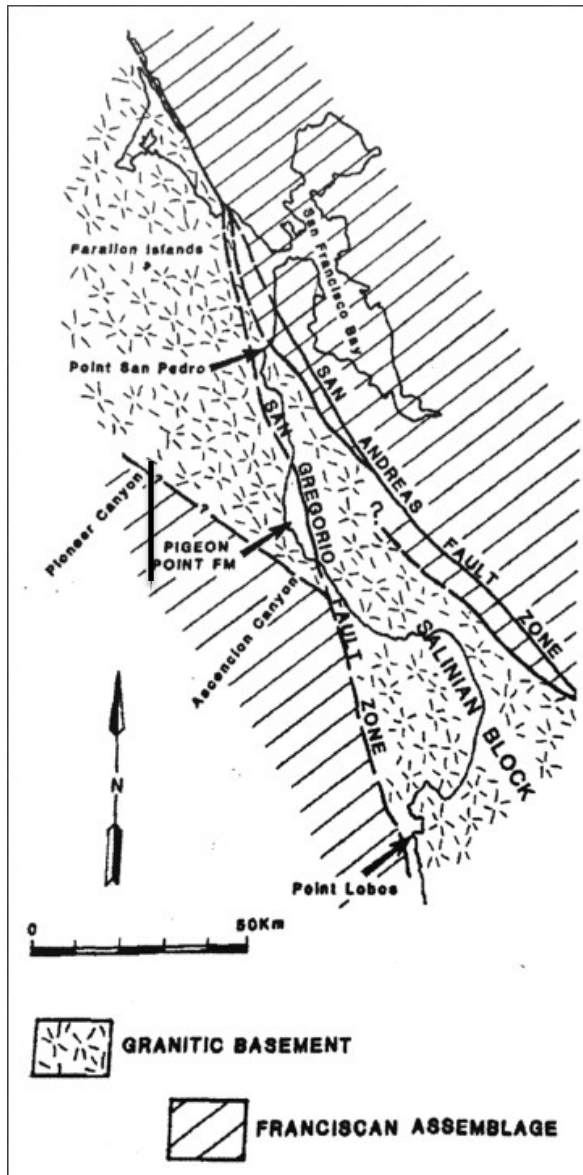 San Francisco Bay
Farallon Islands
?
Point San Pedro
SAN ANDREAS FAULT ZONE
SAN GREGORIO FAULT ZONE
?
Pioneer Canyon
?
?
PIGEON
POINT FM
Ascension Canyon
SALINIAN BLOCK
N
Point Lobos
0
50Km
GRANITIC BASEMENT
FRANCISCAN ASSEMBLAGE